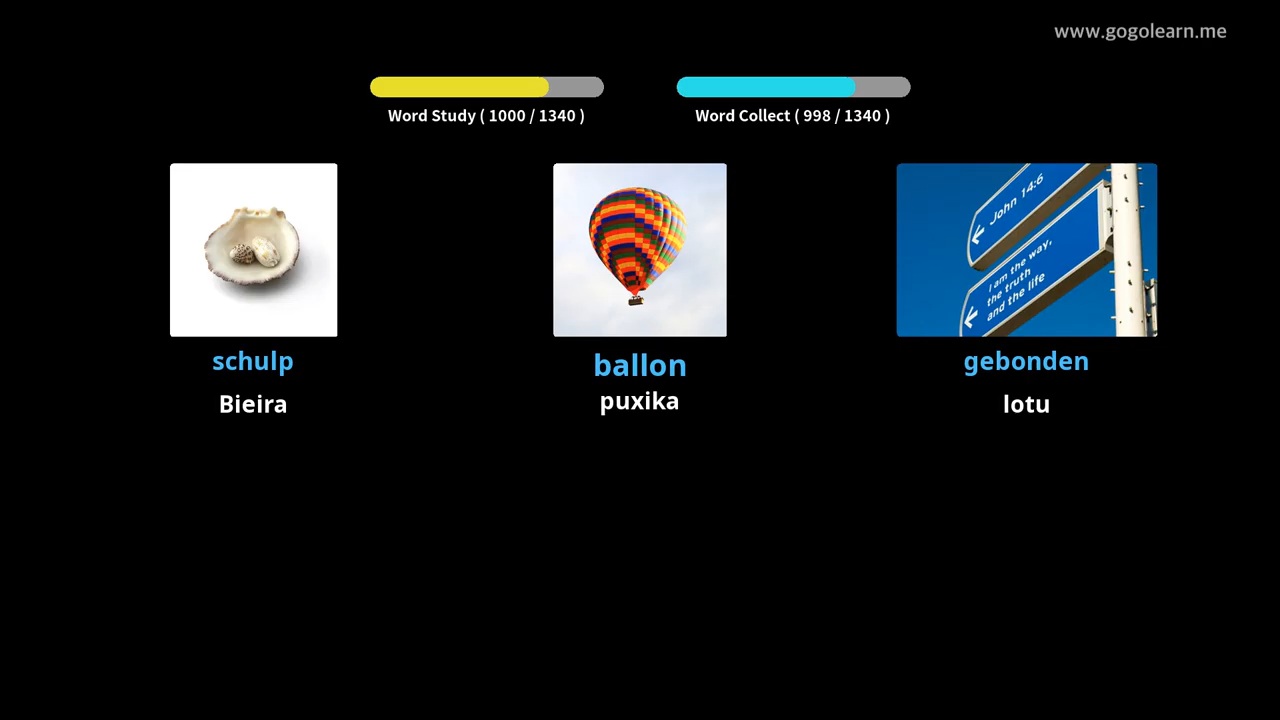 www.gogolearn.me
Word Study ( 1000 / 1340 )
Word Collect ( 998 / 1340 )
John 14:6
I am the way,
the truth
and the life
schulp
ballon
gebonden
Bieira
puxika
lotu